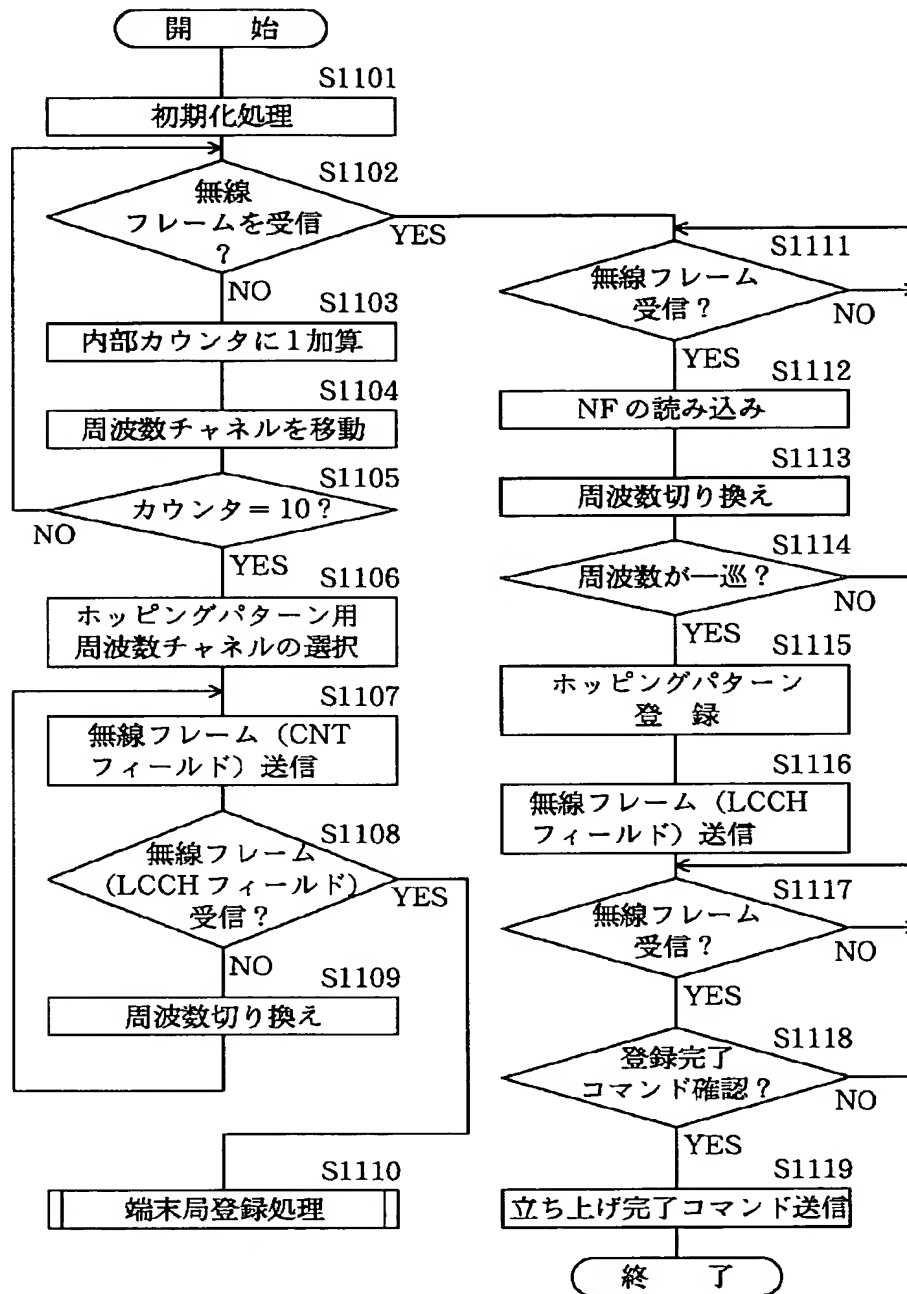 開 始
S1101
初期化処理
S1102
無線
フレームを受信
?
YES
NO
S1103
内部カウンタに1加算
S1104
周波数チャネルを移動
S1105
カウンタ=10?
NO
YES
S1106
ホッピングパターン用
周波数チャネルの選択
S1107
無線フレーム(CNT
フィールド)送信
S1108
無線フレーム
(LCCHフィールド)
受信?
YES
NO
S1109
周波数切り換え
S1110
端末局登録処理
S1111
無線フレーム
受信?
NO
YES
S1112
NFの読み込み
S1113
周波数切り換え
S1114
周波数が一巡?
NO
YES
S1115
ホッピングパターン
登 録
S1116
無線フレーム(LCCH
フィールド)送信
S1117
無線フレーム
受信?
NO
YES
S1118
登録完了
コマンド確認?
NO
YES
S1119
立ち上げ完了コマンド送信
終 了